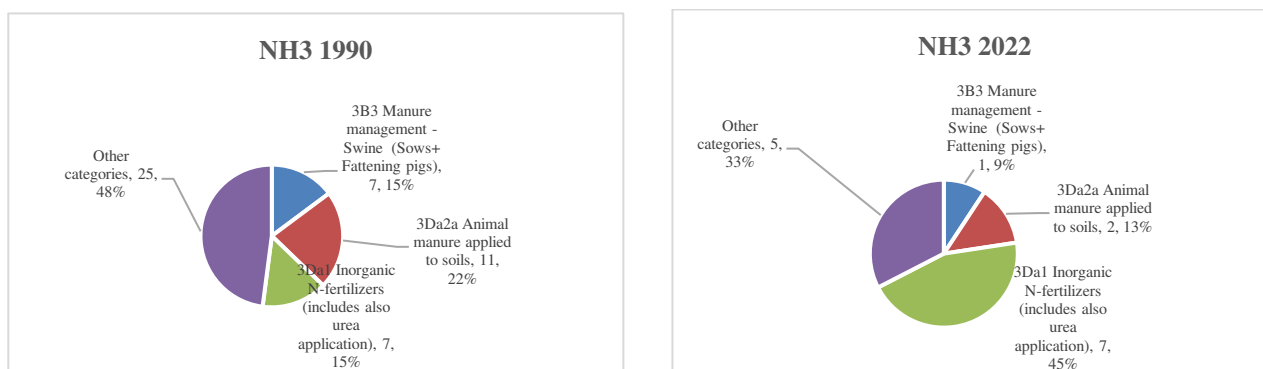 NH3 1990
3B3 Manure
management -
Swine (Sows+
Fattening pigs),
7, 15%
Other
categories, 25,
48%
3Da2a Animal
manure applied
to soils, 11,
22%
3Da1 Inorganic
N-fertilizers
(includes also
urea
application), 7,
15%
NH3 2022
3B3 Manure
management -
Swine (Sows+
Fattening pigs),
1, 9%
Other
categories, 5,
33%
3Da2a Animal
manure applied
to soils, 2, 13%
3Da1 Inorganic
N-fertilizers
(includes also
urea
application), 7,
45%